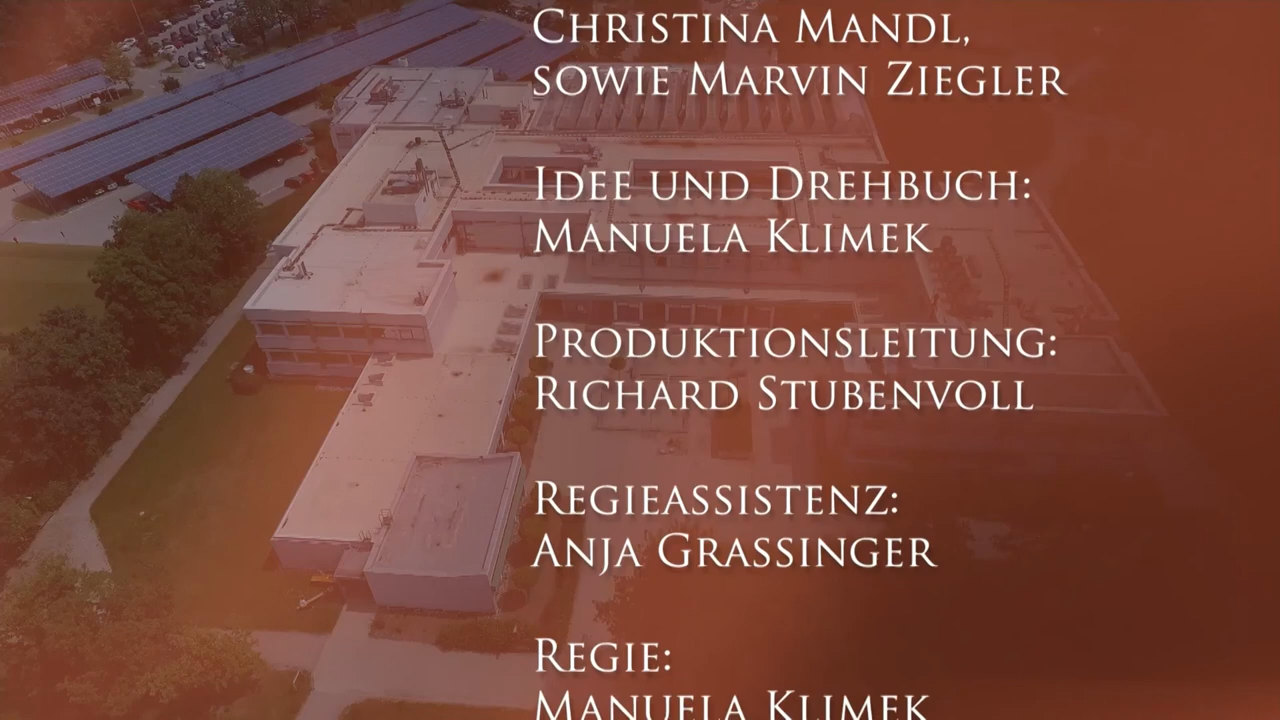 Christina Mandl,
sowie Marvin Ziegler
Idee und Drehbuch:
Manuela Klimek
Produktionsleitung:
Richard Stubenvoll
Regieassistenz:
Anja Grassinger
Regie:
Manuela Klimek